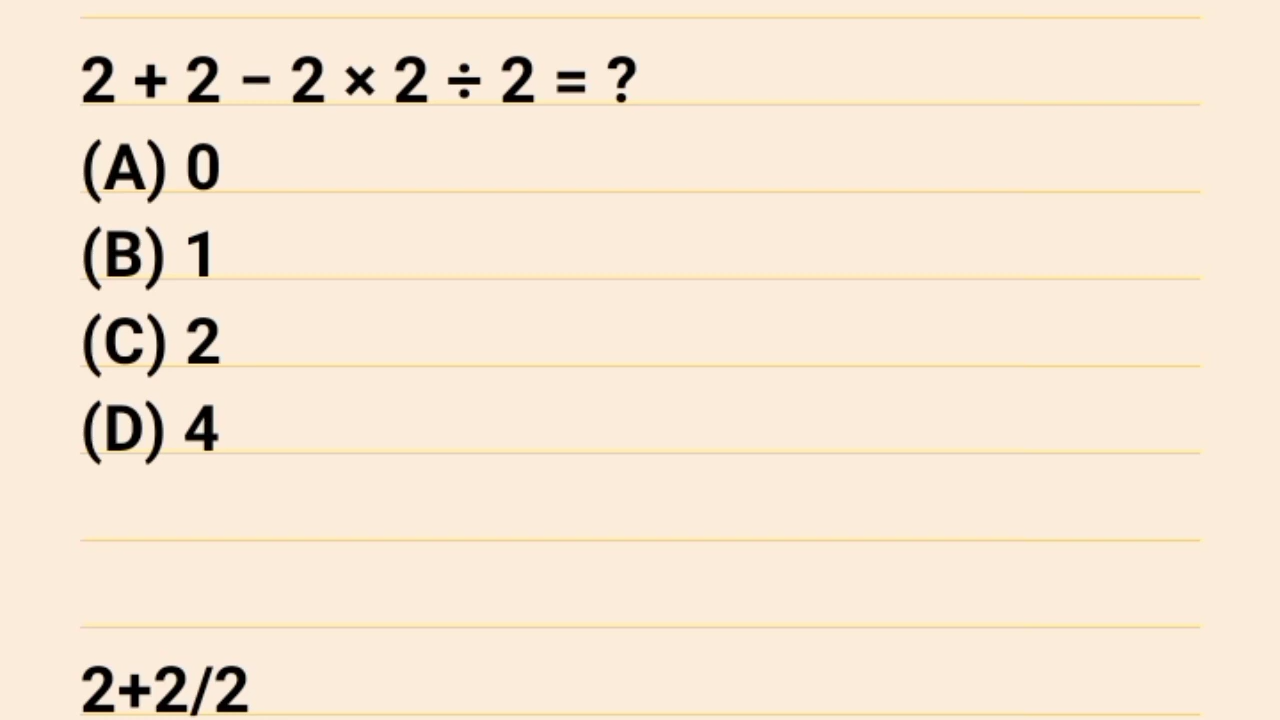 2 + 2 − 2 × 2 ÷ 2 = ?
(A) 0
(B) 1
(C) 2
(D) 4
2+2/2